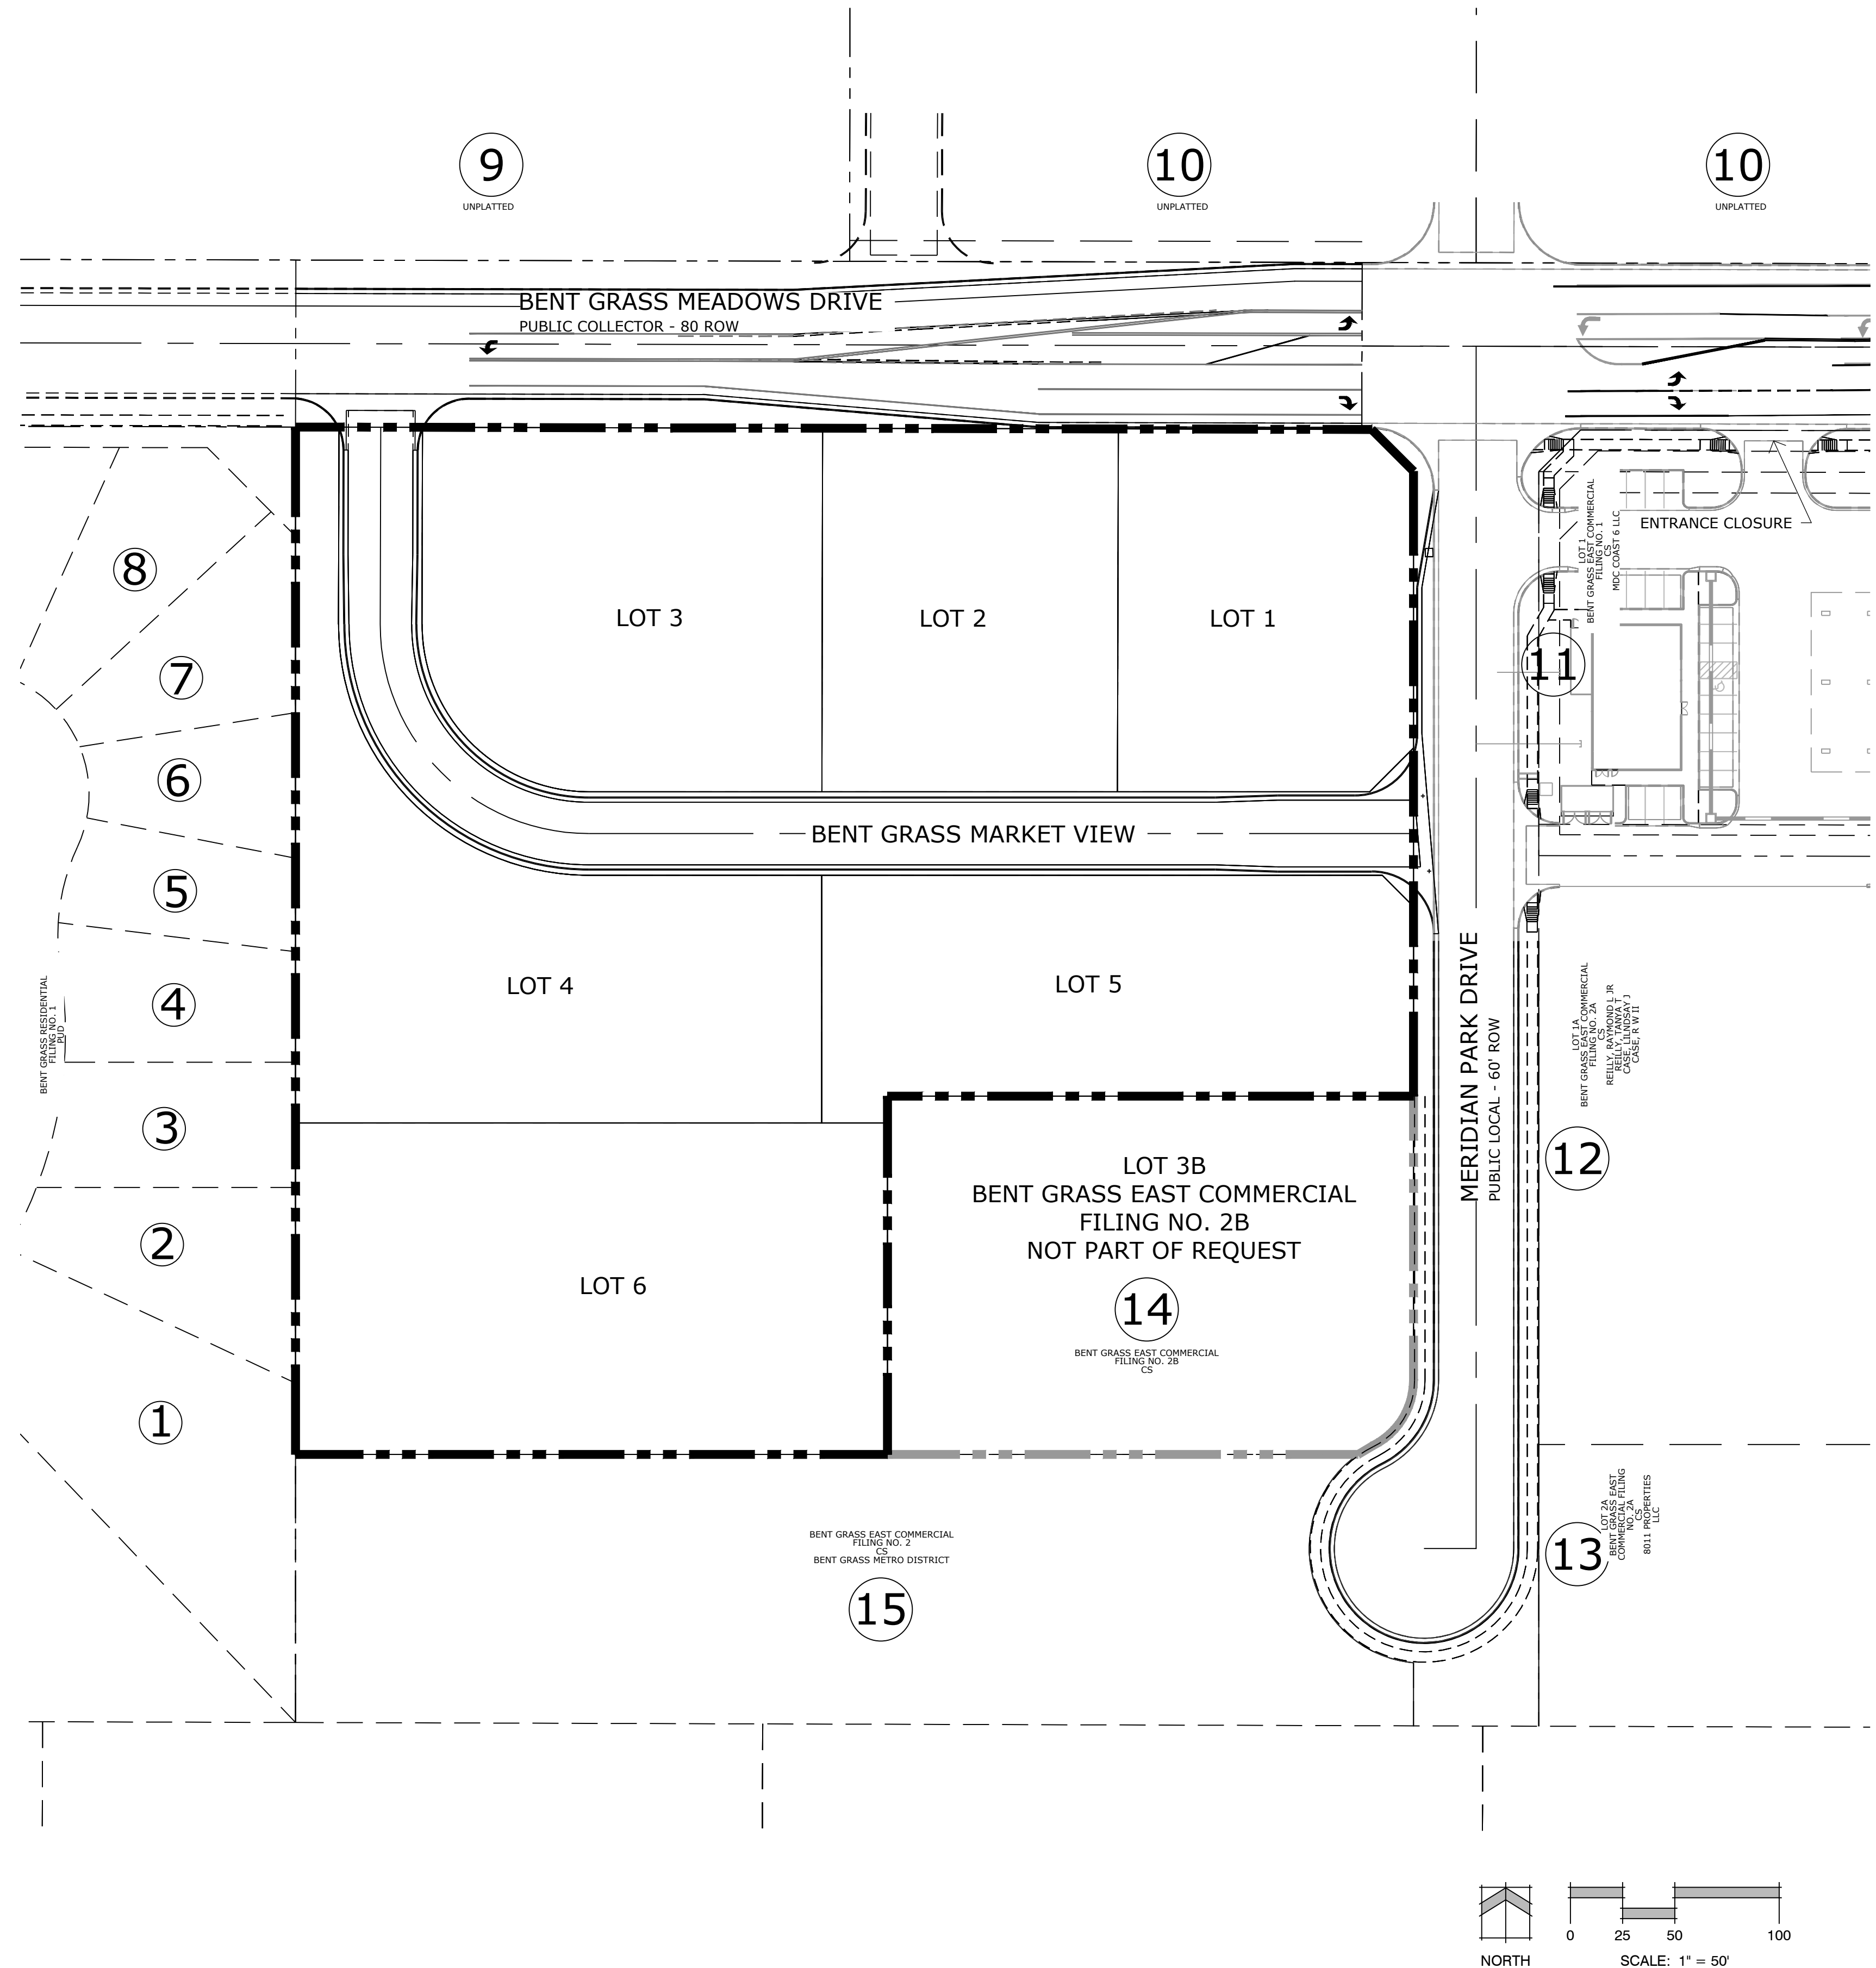 9
UNPLATTED
10
UNPLATTED
10
UNPLATTED
BENT GRASS MEADOWS DRIVE
PUBLIC COLLECTOR - 80 ROW
ENTRANCE CLOSURE
LOT 1
BENT GRASS EAST COMMERCIAL
FILING NO. 1
CS
MDC COAST 6 LLC
11
8
7
6
5
4
3
2
1
BENT GRASS RESIDENTIAL
FILING NO. 1
PUD
LOT 3
LOT 2
LOT 1
BENT GRASS MARKET VIEW
LOT 4
LOT 5
LOT 6
MERIDIAN PARK DRIVE
PUBLIC LOCAL - 60' ROW
LOT 1A
BENT GRASS EAST COMMERCIAL
FILING NO. 2A
CS
REILLY, RAYMOND L JR
REILLY, TANYA T
CASE, LILNDSAY J
CASE, R W II
12
LOT 3B
BENT GRASS EAST COMMERCIAL
FILING NO. 2B
NOT PART OF REQUEST
14
BENT GRASS EAST COMMERCIAL
FILING NO. 2B
CS
LOT 2A
BENT GRASS EAST
COMMERCIAL FILING
NO. 2A
CS
8011 PROPERTIES
LLC
13
BENT GRASS EAST COMMERCIAL
FILING NO. 2
CS
BENT GRASS METRO DISTRICT
15
NORTH
0 25 50 100
SCALE: 1" = 50'